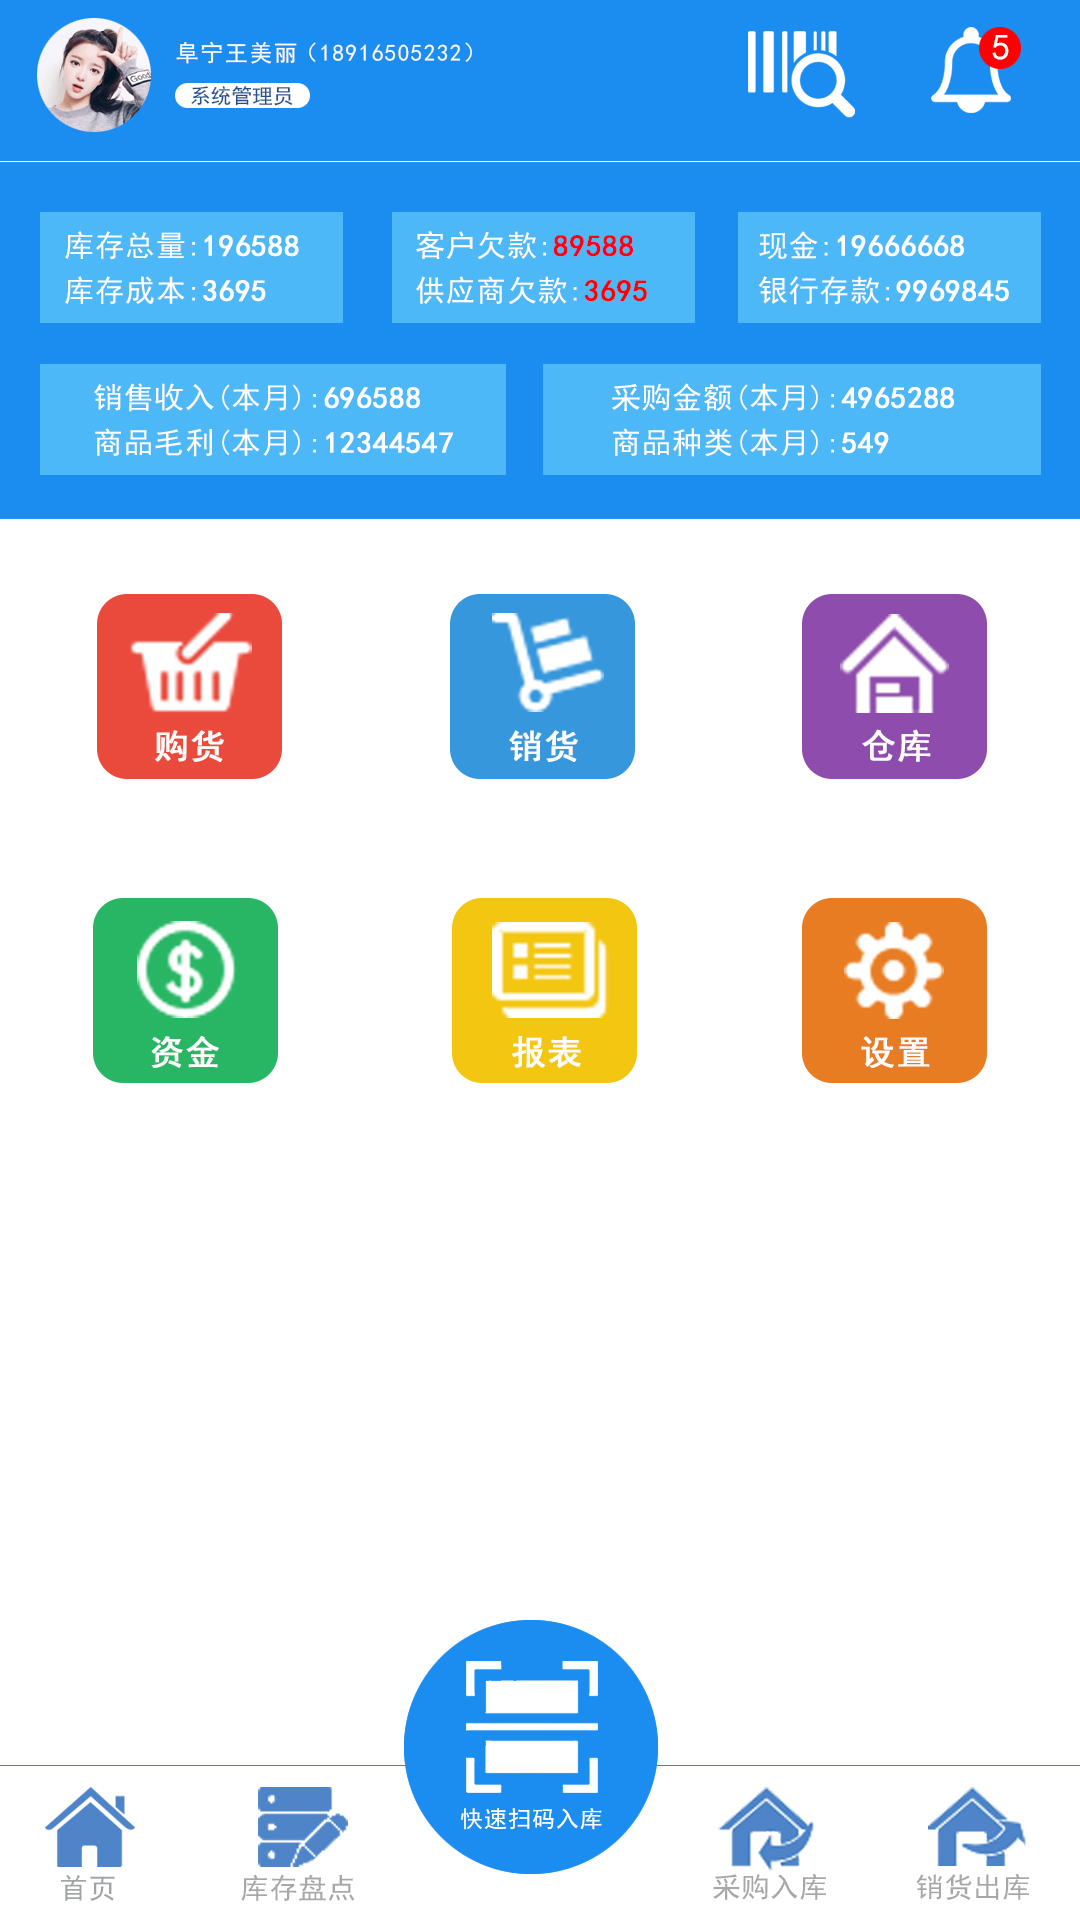 阜宁王美丽（18916505232）
系统管理员
5
Good
库存总量:196588
库存成本:3695
客户欠款:89588
供应商欠款:3695
现金:19666668
银行存款:9969845
销售收入(本月):696588
商品毛利(本月):12344547
采购金额(本月):4965288
商品种类(本月):549
购货
销货
仓库
资金
报表
设置
快速扫码入库
首页
库存盘点
采购入库
销货出库